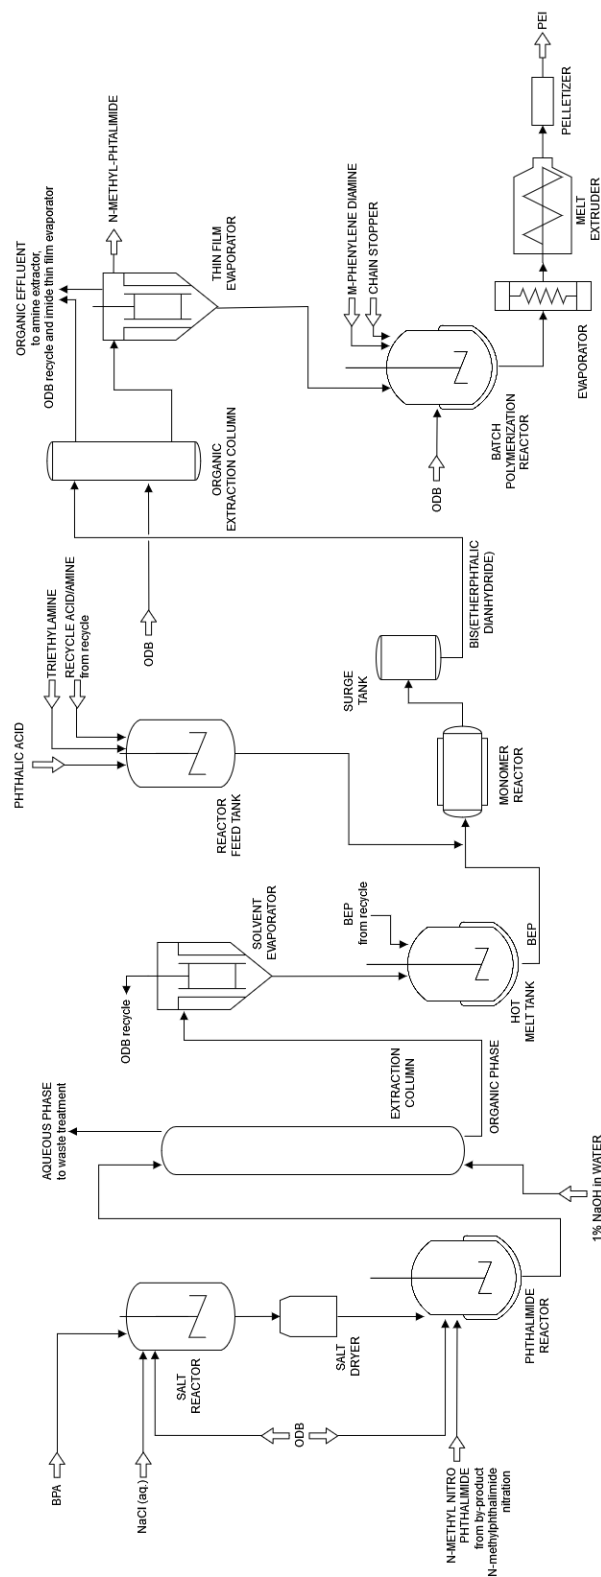 BPA
NaCl (aq.)
SALT
REACTOR
ODB
SALT
DRYER
N-METHYL NITRO
PHTHALIMIDE
from by-product
N-methylphthalimide
nitration
PHTHALIMIDE
REACTOR
AQUEOUS PHASE
to waste treatment
EXTRACTION
COLUMN
ORGANIC PHASE
1% NaOH in WATER
ODB recycle
SOLVENT
EVAPORATOR
BEP
from recycle
HOT
MELT TANK
BEP
PHTHALIC ACID
TRIETHYLAMINE
RECYCLE ACID/AMINE
from recycle
REACTOR
FEED TANK
MONOMER
REACTOR
SURGE
TANK
BIS(ETHERPHTALIC
DIANHYDRIDE)
ODB
ORGANIC
EXTRACTION COLUMN
ORGANIC EFFLUENT
to amine extractor,
ODB recycle and imide thin film evaporator
N-METHYL-PHTALIMIDE
THIN FILM
EVAPORATOR
M-PHENYLENE DIAMINE
CHAIN STOPPER
ODB
BATCH
POLYMERIZATION
REACTOR
EVAPORATOR
MELT
EXTRUDER
PELLETIZER
PEI